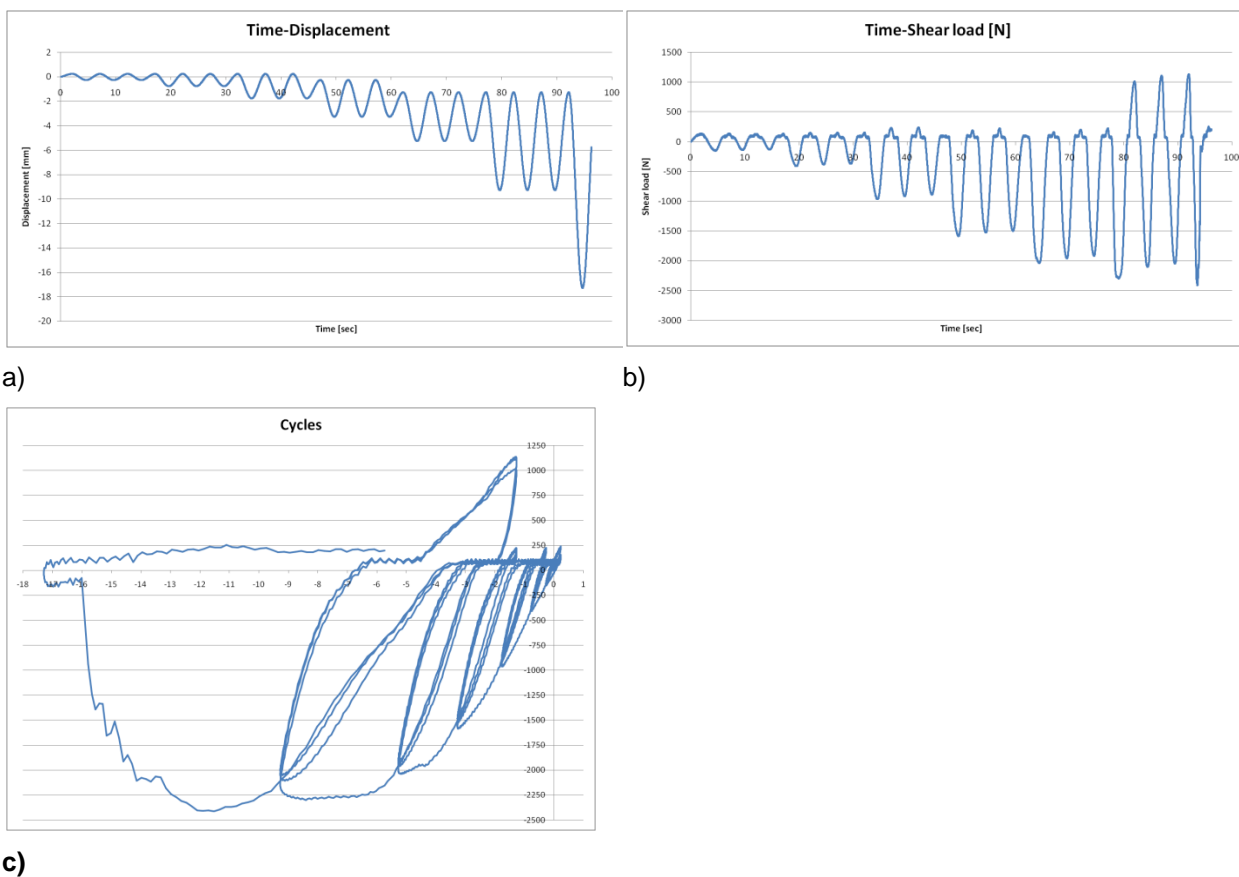 Time-Displacement
2
0
0 10 20 30 40 50 60 70 80 90 100
-2
-4
-6
-8
-10
-12
-14
-16
-18
-20
Displacement [mm]
Time [sec]
Time-Shear load [N]
1500
1000
500
0
0 10 20 30 40 50 60 70 80 90 100
-500
-1000
-1500
-2000
-2500
-3000
Shear load [N]
Time [sec]
a)
b)
Cycles
1250
1000
750
500
250
0
-18 -17 -16 -15 -14 -13 -12 -11 -10 -9 -8 -7 -6 -5 -4 -3 -2 -1 0 1
-250
-500
-750
-1000
-1250
-1500
-1750
-2000
-2250
-2500
c)